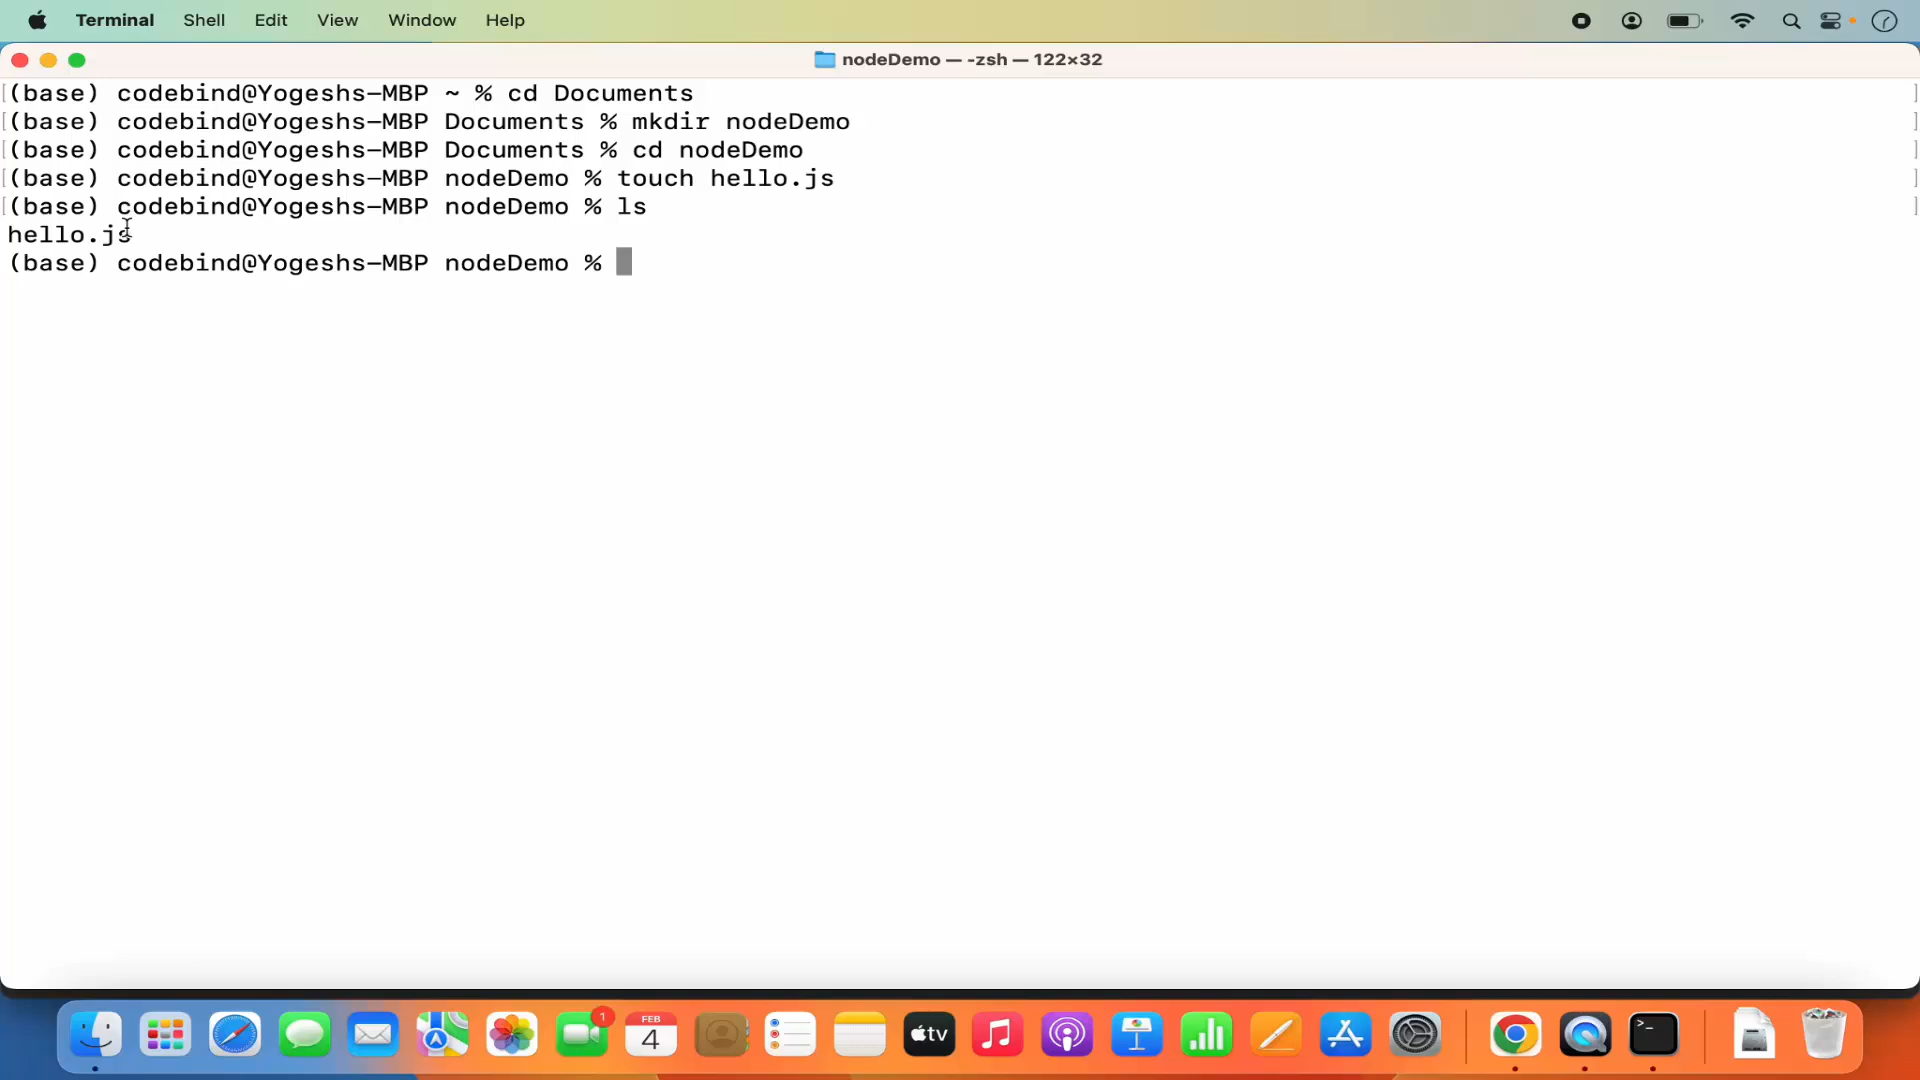 Terminal Shell Edit View Window Help
nodeDemo — -zsh — 122×32
(base) codebind@Yogeshs-MBP ~ % cd Documents
(base) codebind@Yogeshs-MBP Documents % mkdir nodeDemo
(base) codebind@Yogeshs-MBP Documents % cd nodeDemo
(base) codebind@Yogeshs-MBP nodeDemo % touch hello.js
(base) codebind@Yogeshs-MBP nodeDemo % ls
hello.js
(base) codebind@Yogeshs-MBP nodeDemo %
1
FEB
4
tv
>_